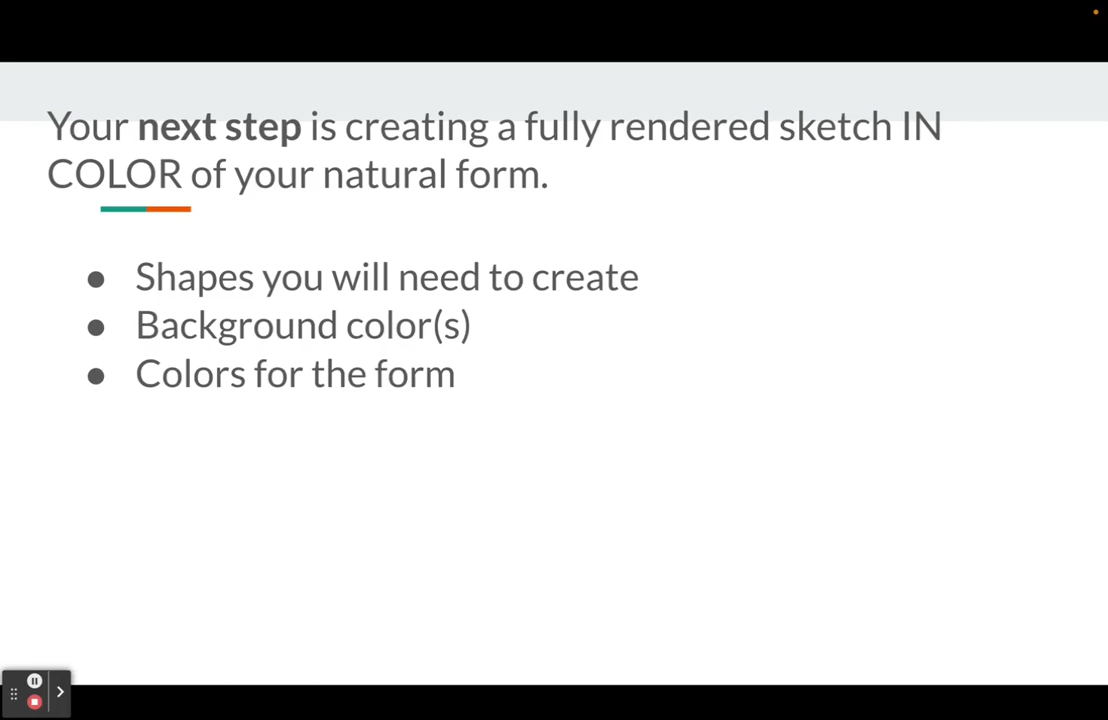 Your next step is creating a fully rendered sketch IN
COLOR of your natural form.
● Shapes you will need to create
● Background color(s)
● Colors for the form